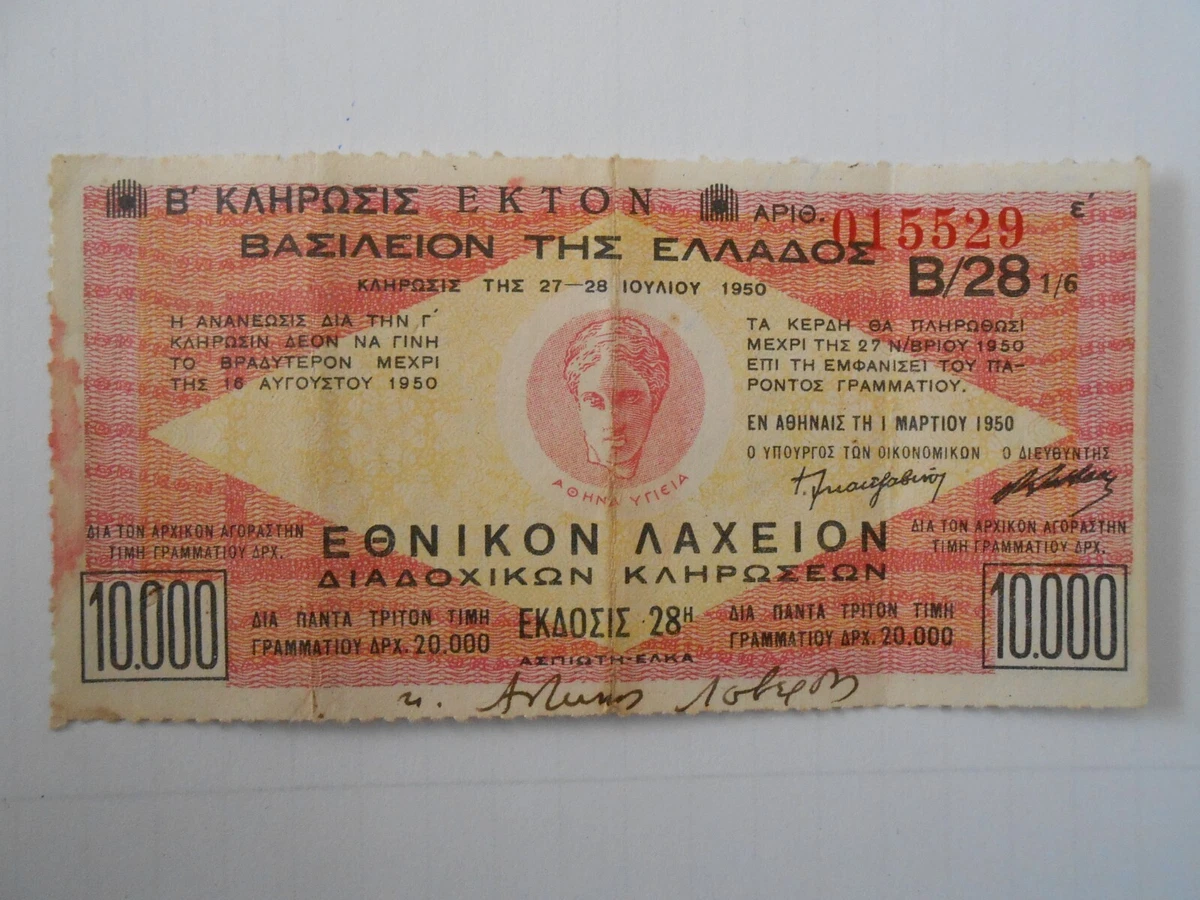 Β' ΚΛΗΡΩΣΙΣ ΕΚΤΟΝ ΑΡΙΘ. 015529 ε'
ΒΑΣΙΛΕΙΟΝ ΤΗΣ ΕΛΛΑΔΟΣ
Β/28 1/6
ΚΛΗΡΩΣΙΣ ΤΗΣ 27–28 ΙΟΥΛΙΟΥ 1950
Η ΑΝΑΝΕΩΣΙΣ ΔΙΑ ΤΗΝ Γ'
ΚΛΗΡΩΣΙΝ ΔΕΟΝ ΝΑ ΓΙΝΗ
ΤΟ ΒΡΑΔΥΤΕΡΟΝ ΜΕΧΡΙ
ΤΗΣ 16 ΑΥΓΟΥΣΤΟΥ 1950
ΤΑ ΚΕΡΔΗ ΘΑ ΠΛΗΡΩΘΩΣΙ
ΜΕΧΡΙ ΤΗΣ 27 Ν/ΒΡΙΟΥ 1950
ΕΠΙ ΤΗ ΕΜΦΑΝΙΣΕΙ ΤΟΥ ΠΑ-
ΡΟΝΤΟΣ ΓΡΑΜΜΑΤΙΟΥ.
ΕΝ ΑΘΗΝΑΙΣ ΤΗ 1 ΜΑΡΤΙΟΥ 1950
Ο ΥΠΟΥΡΓΟΣ ΤΩΝ ΟΙΚΟΝΟΜΙΚΩΝ Ο ΔΙΕΥΘΥΝΤΗΣ
ΑΘΗΝΑ ΥΓΙΕΙΑ
ΔΙΑ ΤΟΝ ΑΡΧΙΚΟΝ ΑΓΟΡΑΣΤΗΝ
ΤΙΜΗ ΓΡΑΜΜΑΤΙΟΥ ΔΡΧ.
10.000
ΕΘΝΙΚΟΝ ΛΑΧΕΙΟΝ
ΔΙΑΔΟΧΙΚΩΝ ΚΛΗΡΩΣΕΩΝ
ΔΙΑ ΤΟΝ ΑΡΧΙΚΟΝ ΑΓΟΡΑΣΤΗΝ
ΤΙΜΗ ΓΡΑΜΜΑΤΙΟΥ ΔΡΧ.
10.000
ΔΙΑ ΠΑΝΤΑ ΤΡΙΤΟΝ ΤΙΜΗ
ΓΡΑΜΜΑΤΙΟΥ ΔΡΧ. 20.000
ΕΚΔΟΣΙΣ 28Η
ΑΣΠΙΩΤΗ-ΕΛΚΑ
ΔΙΑ ΠΑΝΤΑ ΤΡΙΤΟΝ ΤΙΜΗ
ΓΡΑΜΜΑΤΙΟΥ ΔΡΧ. 20.000